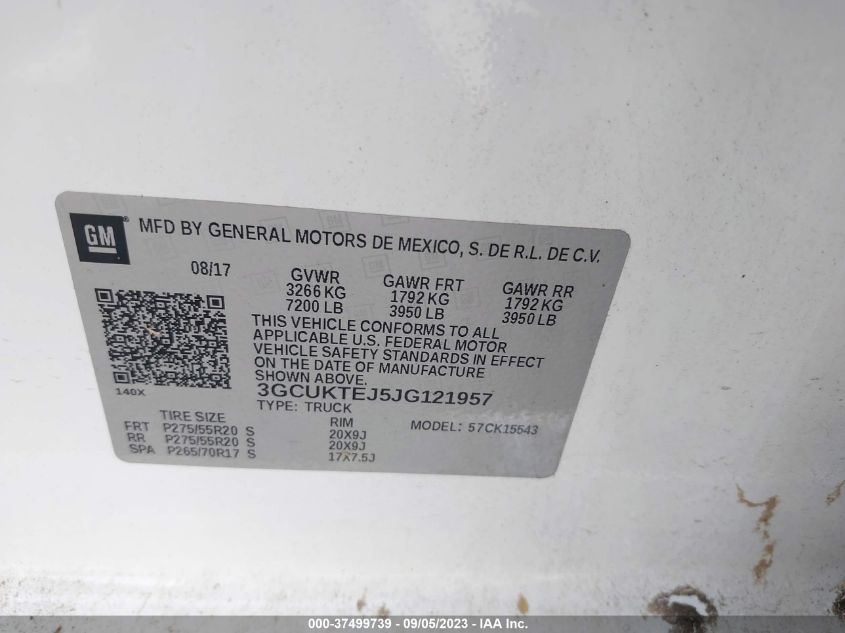 GM ®
MFD BY GENERAL MOTORS DE MEXICO, S. DE R.L. DE C.V.
08/17 GVWR GAWR FRT GAWR RR
3266 KG 1792 KG 1792 KG
7200 LB 3950 LB 3950 LB
THIS VEHICLE CONFORMS TO ALL
APPLICABLE U.S. FEDERAL MOTOR
VEHICLE SAFETY STANDARDS IN EFFECT
ON THE DATE OF MANUFACTURE
SHOWN ABOVE.
140X
3GCUKTEJ5JG121957
TYPE: TRUCK
TIRE SIZE RIM MODEL: 57CK15543
FRT P275/55R20 S 20X9J
RR P275/55R20 S 20X9J
SPA P265/70R17 S 17X7.5J
000-37499739 - 09/05/2023 - IAA Inc.